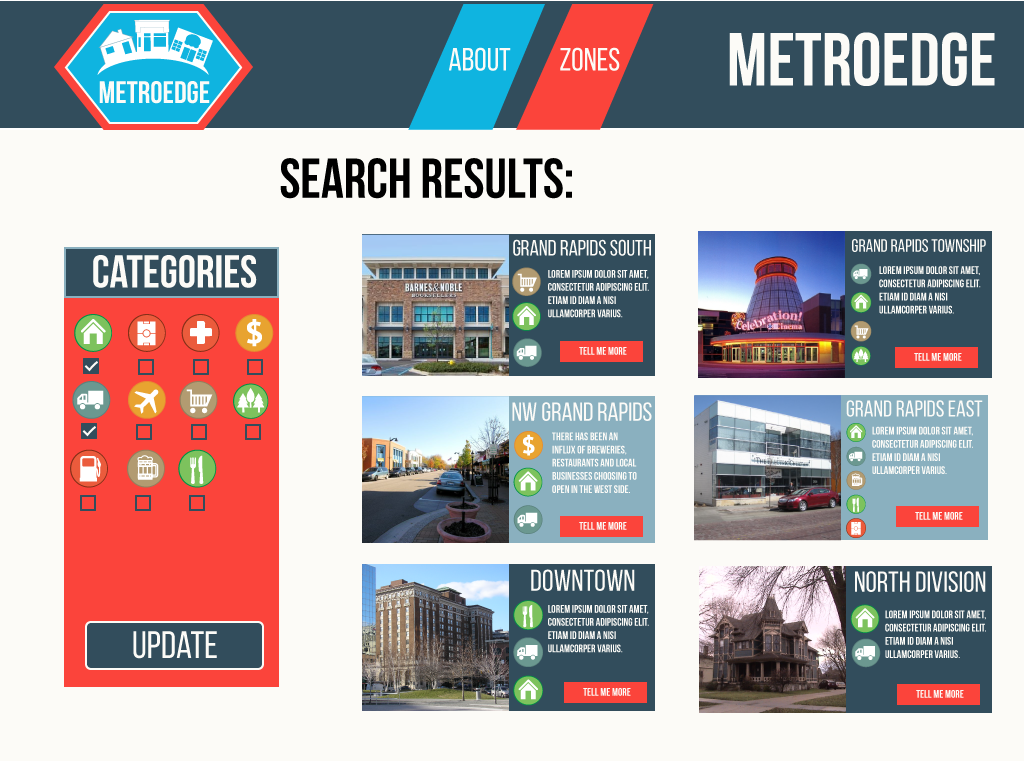 METROEDGE
ABOUT
ZONES
METROEDGE
SEARCH RESULTS:
CATEGORIES
UPDATE
BARNES & NOBLE
BOOKSELLERS
GRAND RAPIDS SOUTH
LOREM IPSUM DOLOR SIT AMET,
CONSECTETUR ADIPISCING ELIT.
ETIAM ID DIAM A NISI
ULLAMCORPER VARIUS.
TELL ME MORE
Celebration!
Cinema
GRAND RAPIDS TOWNSHIP
LOREM IPSUM DOLOR SIT AMET,
CONSECTETUR ADIPISCING ELIT.
ETIAM ID DIAM A NISI
ULLAMCORPER VARIUS.
TELL ME MORE
NW GRAND RAPIDS
THERE HAS BEEN AN
INFLUX OF BREWERIES,
RESTAURANTS AND LOCAL
BUSINESSES CHOOSING TO
OPEN IN THE WEST SIDE.
TELL ME MORE
GRAND RAPIDS EAST
LOREM IPSUM DOLOR SIT AMET,
CONSECTETUR ADIPISCING ELIT.
ETIAM ID DIAM A NISI
ULLAMCORPER VARIUS.
TELL ME MORE
DOWNTOWN
LOREM IPSUM DOLOR SIT AMET,
CONSECTETUR ADIPISCING ELIT.
ETIAM ID DIAM A NISI
ULLAMCORPER VARIUS.
TELL ME MORE
NORTH DIVISION
LOREM IPSUM DOLOR SIT AMET,
CONSECTETUR ADIPISCING ELIT.
ETIAM ID DIAM A NISI
ULLAMCORPER VARIUS.
TELL ME MORE